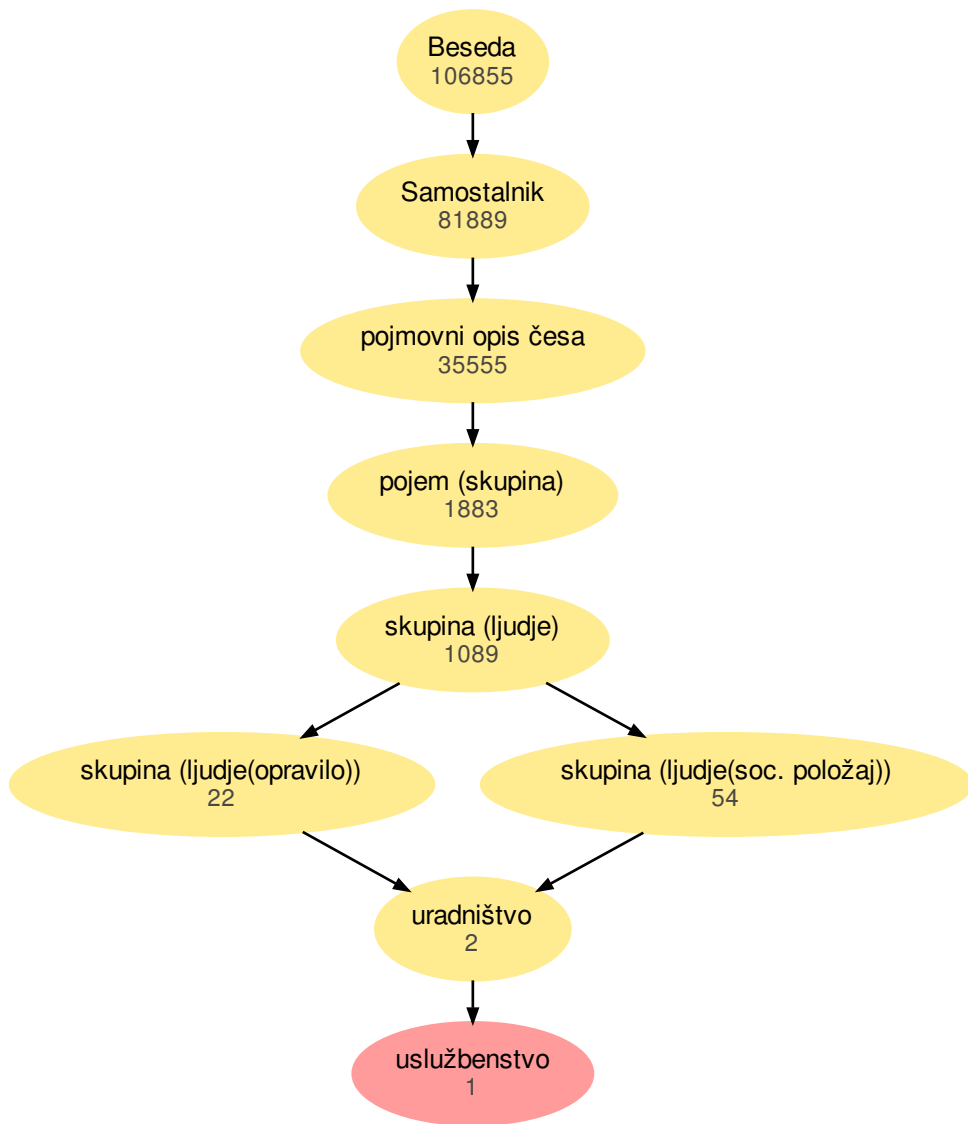 Beseda
106855
Samostalnik
81889
pojmovni opis česa
35555
pojem (skupina)
1883
skupina (ljudje)
1089
skupina (ljudje(opravilo))
22
skupina (ljudje(soc. položaj))
54
uradništvo
2
uslužbenstvo
1